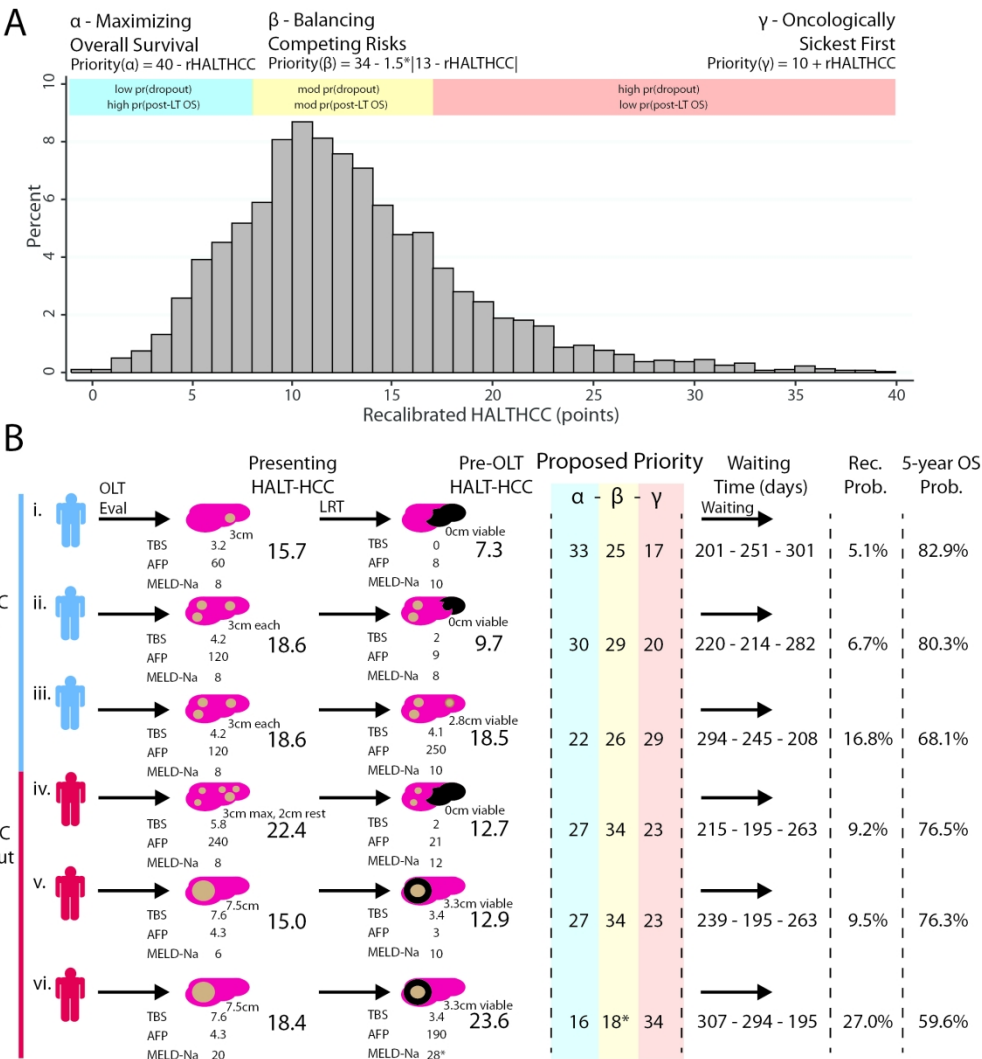 A
α - Maximizing
Overall Survival
Priority(α) = 40 - rHALTHCC
β - Balancing
Competing Risks
Priority(β) = 34 - 1.5*|13 - rHALTHCC|
γ - Oncologically
Sickest First
Priority(γ) = 10 + rHALTHCC
low pr(dropout)
high pr(post-LT OS)
mod pr(dropout)
mod pr(post-LT OS)
high pr(dropout)
low pr(post-LT OS)
Percent
10
8
6
4
2
0
0 5 10 15 20 25 30 35 40
Recalibrated HALTHCC (points)
B
Presenting
HALT-HCC
Pre-OLT
HALT-HCC
Proposed Priority
α - β - γ
Waiting
Time (days)
Rec.
Prob.
5-year OS
Prob.
OLT
Eval
LRT
Waiting
C
i.
3cm
TBS 3.2
AFP 60
MELD-Na 8
15.7
0cm viable
TBS 0
AFP 8
MELD-Na 10
7.3
33 25 17
201 - 251 - 301
5.1%
82.9%
ii.
3cm each
TBS 4.2
AFP 120
MELD-Na 8
18.6
0cm viable
TBS 2
AFP 9
MELD-Na 8
9.7
30 29 20
220 - 214 - 282
6.7%
80.3%
iii.
3cm each
TBS 4.2
AFP 120
MELD-Na 8
18.6
2.8cm viable
TBS 4.1
AFP 250
MELD-Na 10
18.5
22 26 29
294 - 245 - 208
16.8%
68.1%
C
ut
iv.
3cm max, 2cm rest
TBS 5.8
AFP 240
MELD-Na 8
22.4
0cm viable
TBS 2
AFP 21
MELD-Na 12
12.7
27 34 23
215 - 195 - 263
9.2%
76.5%
v.
7.5cm
TBS 7.6
AFP 4.3
MELD-Na 6
15.0
3.3cm viable
TBS 3.4
AFP 3
MELD-Na 10
12.9
27 34 23
239 - 195 - 263
9.5%
76.3%
vi.
7.5cm
TBS 7.6
AFP 4.3
MELD-Na 20
18.4
3.3cm viable
TBS 3.4
AFP 190
MELD-Na 28*
23.6
16 18* 34
307 - 294 - 195
27.0%
59.6%